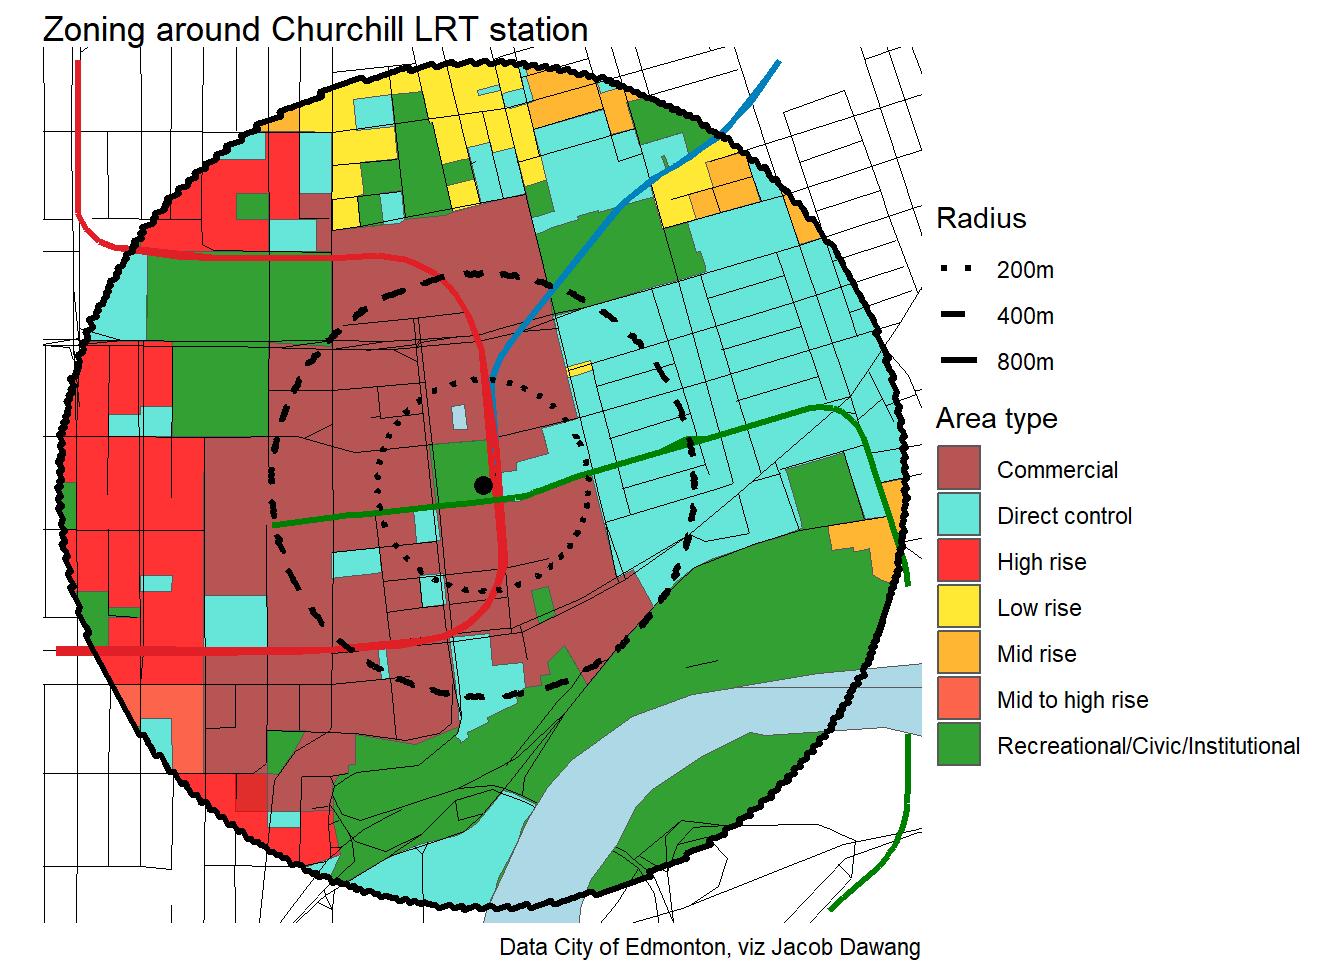 Zoning around Churchill LRT station
Radius
200m
400m
800m
Area type
Commercial
Direct control
High rise
Low rise
Mid rise
Mid to high rise
Recreational/Civic/Institutional
Data City of Edmonton, viz Jacob Dawang